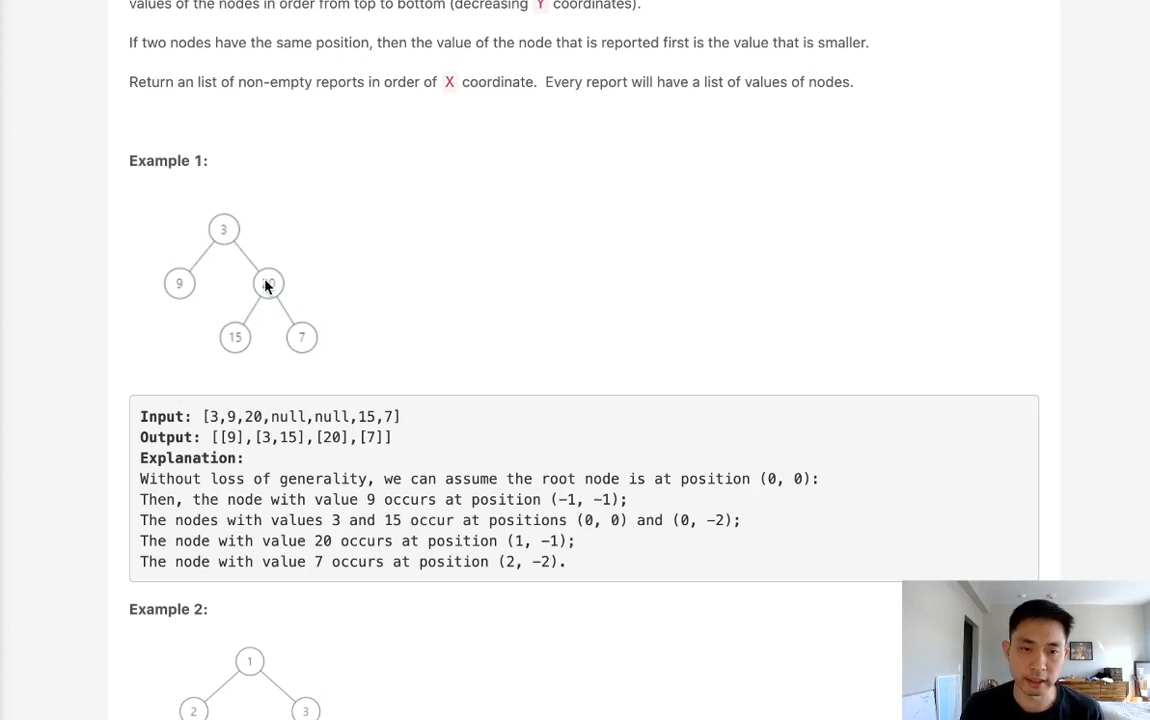 values of the nodes in order from top to bottom (decreasing Y coordinates).
If two nodes have the same position, then the value of the node that is reported first is the value that is smaller.
Return an list of non-empty reports in order of X coordinate. Every report will have a list of values of nodes.
Example 1:
3
9
15 7
Input: [3,9,20,null,null,15,7]
Output: [[9],[3,15],[20],[7]]
Explanation:
Without loss of generality, we can assume the root node is at position (0, 0):
Then, the node with value 9 occurs at position (-1, -1);
The nodes with values 3 and 15 occur at positions (0, 0) and (0, -2);
The node with value 20 occurs at position (1, -1);
The node with value 7 occurs at position (2, -2).
Example 2:
1
2 3